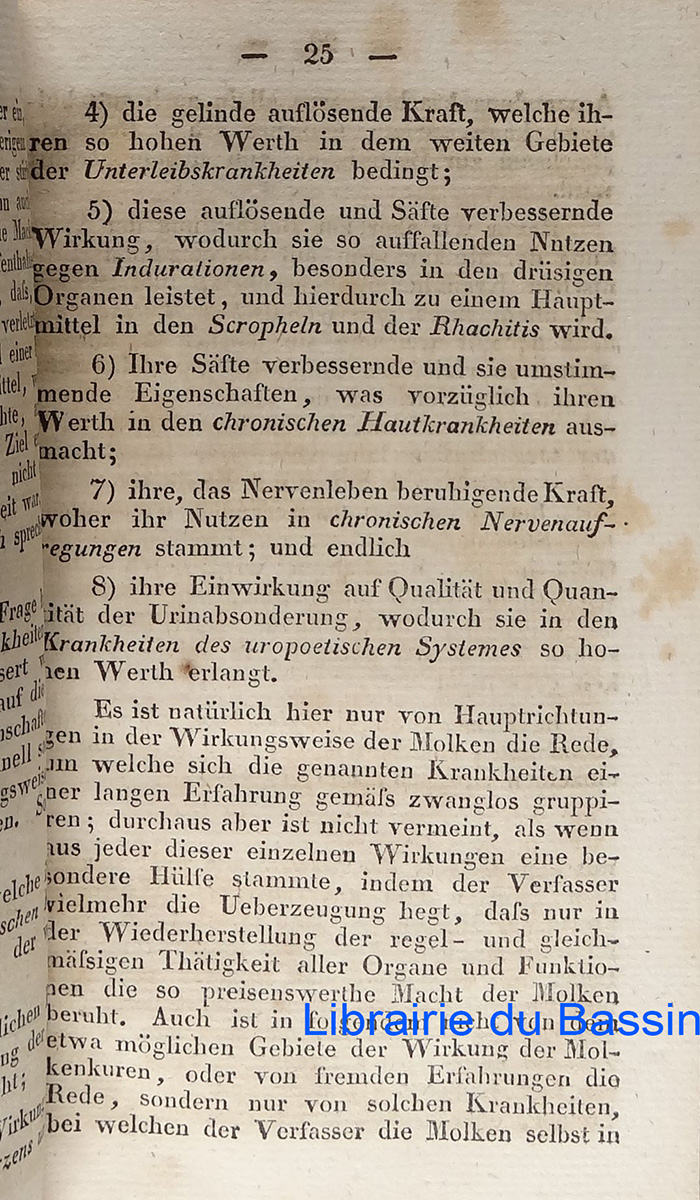 — 25 —
4) die gelinde auflösende Kraft, welche ih-
ren so hohen Werth in dem weiten Gebiete
der Unterleibskrankheiten bedingt;
5) diese auflösende und Säfte verbessernde
Wirkung, wodurch sie so auffallenden Nutzen
gegen Indurationen, besonders in den drüsigen
Organen leistet, und hierdurch zu einem Haupt-
mittel in den Scropheln und der Rhachitis wird.
6) Ihre Säfte verbessernde und sie umstim-
mende Eigenschaften, was vorzüglich ihren
Werth in den chronischen Hautkrankheiten aus-
macht;
7) ihre, das Nervenleben beruhigende Kraft,
woher ihr Nutzen in chronischen Nervenauf-
regungen stammt; und endlich
8) ihre Einwirkung auf Qualität und Quan-
tität der Urinabsonderung, wodurch sie in den
Krankheiten des uropoetischen Systemes so ho-
hen Werth erlangt.
Es ist natürlich hier nur von Hauptrichtun-
gen in der Wirkungsweise der Molken die Rede,
an welche sich die genannten Krankheiten ei-
ner langen Erfahrung gemäſs zwanglos gruppi-
ren; durchaus aber ist nicht vermeint, als wenn
aus jeder dieser einzelnen Wirkungen eine be-
sondere Hülfe stammte, indem der Verfasser
vielmehr die Ueberzeugung hegt, daſs nur in
der Wiederherstellung der regel- und gleich-
mäſsigen Thätigkeit aller Organe und Funktio-
nen die so preisenswerthe Macht der Molken
beruht. Auch ist in folgendem nicht von dem
etwa möglichen Gebiete der Wirkung der Mol-
kenkuren, oder von fremden Erfahrungen die
Rede, sondern nur von solchen Krankheiten,
bei welchen der Verfasser die Molken selbst in
Librairie du Bassin